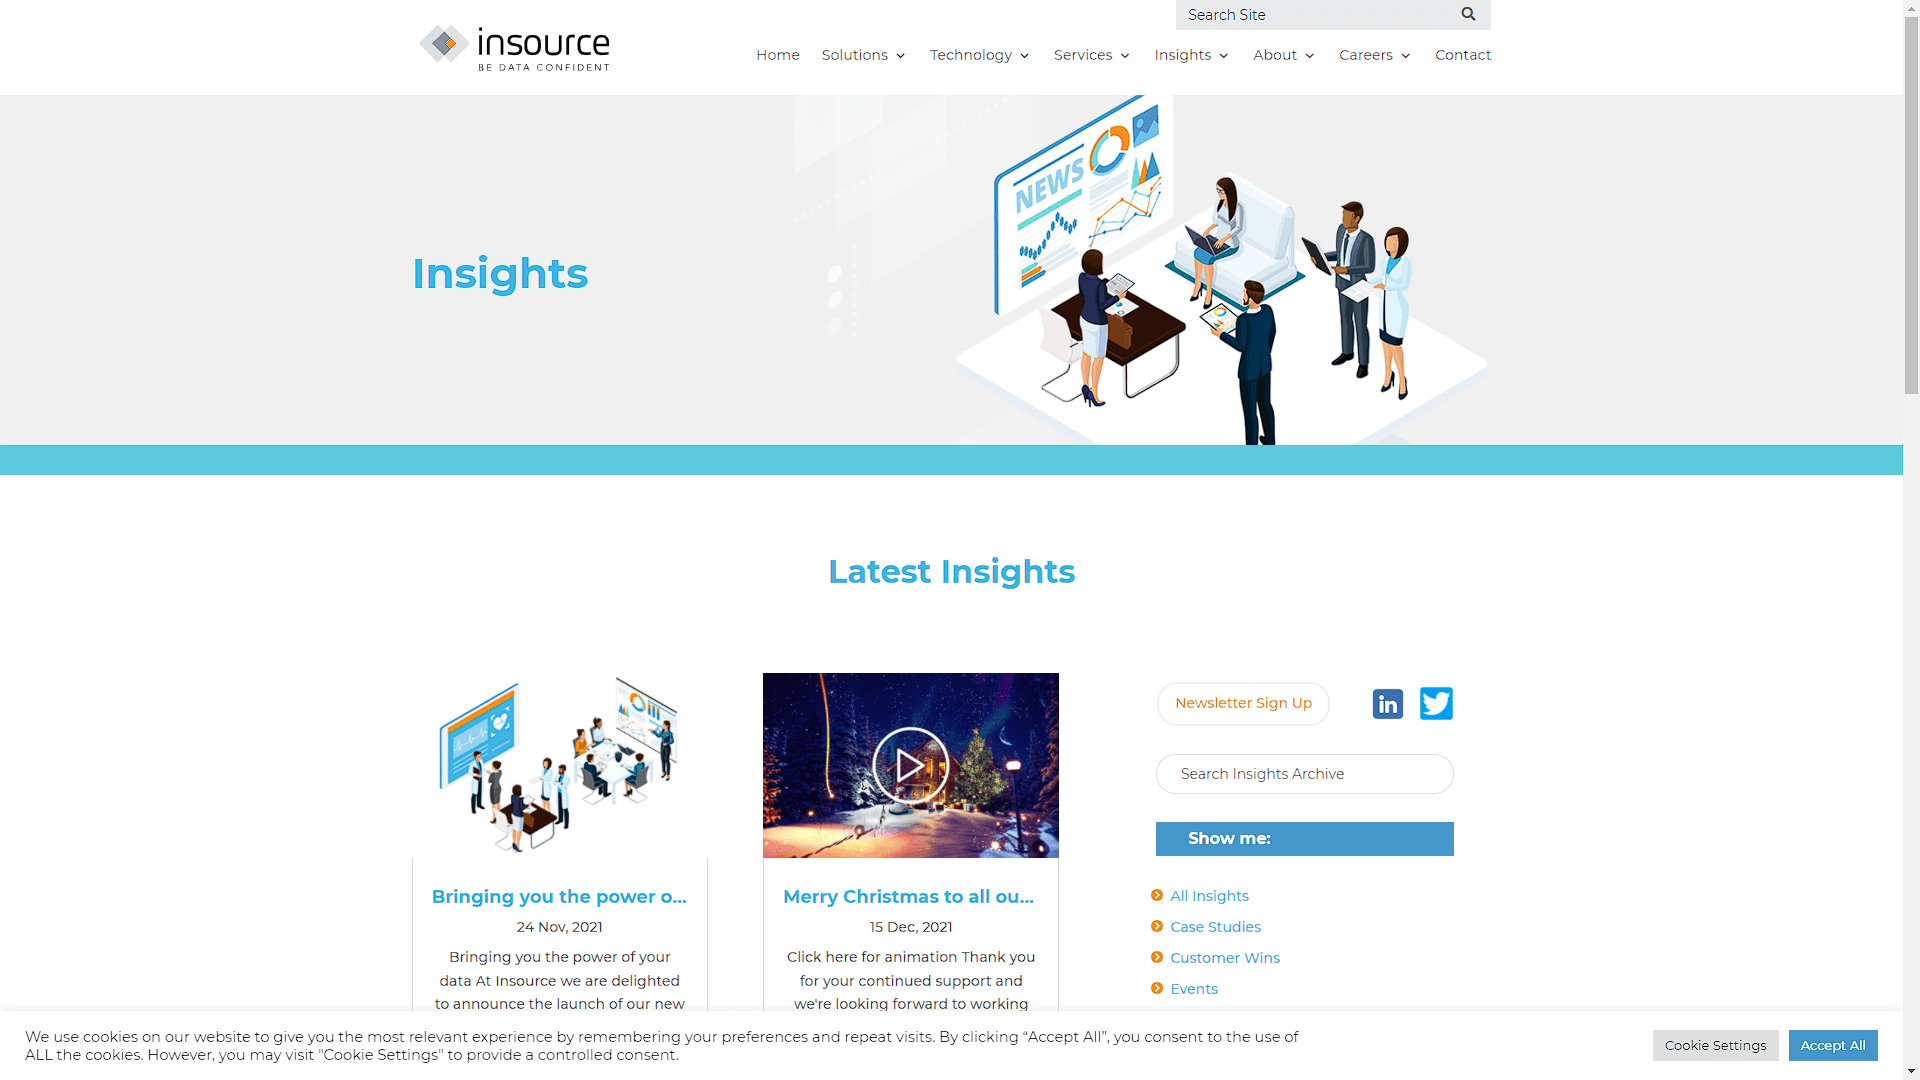 Search Site
insource
BE DATA CONFIDENT
Home Solutions Technology Services Insights About Careers Contact
NEWS
Insights
Latest Insights
Newsletter Sign Up
in
Search Insights Archive
Show me:
Bringing you the power o...
24 Nov, 2021
Bringing you the power of your
data At Insource we are delighted
to announce the launch of our new
Merry Christmas to all ou...
15 Dec, 2021
Click here for animation Thank you
for your continued support and
we're looking forward to working
All Insights
Case Studies
Customer Wins
Events
We use cookies on our website to give you the most relevant experience by remembering your preferences and repeat visits. By clicking “Accept All”, you consent to the use of
ALL the cookies. However, you may visit "Cookie Settings" to provide a controlled consent.
Cookie Settings
Accept All